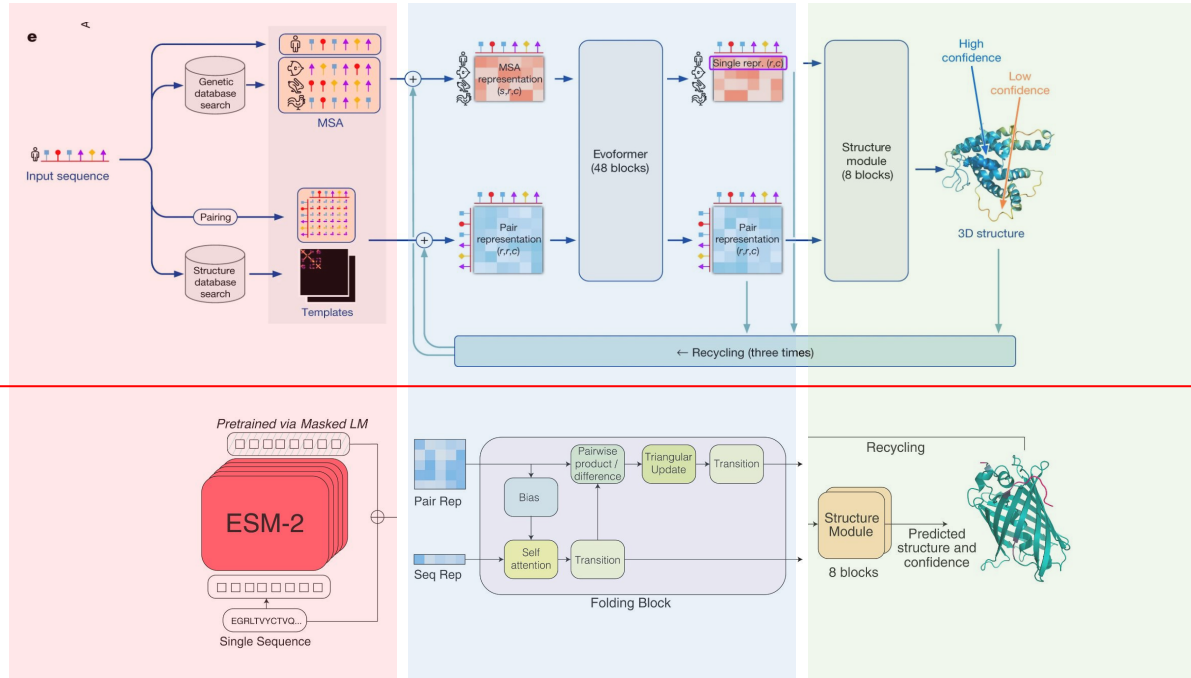 e
A
Genetic
database
search
MSA
Input sequence
Pairing
Structure
database
search
Templates
+
+
MSA
representation
(s,r,c)
Pair
representation
(r,r,c)
Evoformer
(48 blocks)
Single repr. (r,c)
Pair
representation
(r,r,c)
Structure
module
(8 blocks)
High
confidence
Low
confidence
3D structure
← Recycling (three times)
Pretrained via Masked LM
ESM-2
EGRLTVYCTVQ...
Single Sequence
Pair Rep
Seq Rep
Bias
Self
attention
Pairwise
product /
difference
Transition
Triangular
Update
Transition
Folding Block
Recycling
Structure
Module
8 blocks
Predicted
structure and
confidence